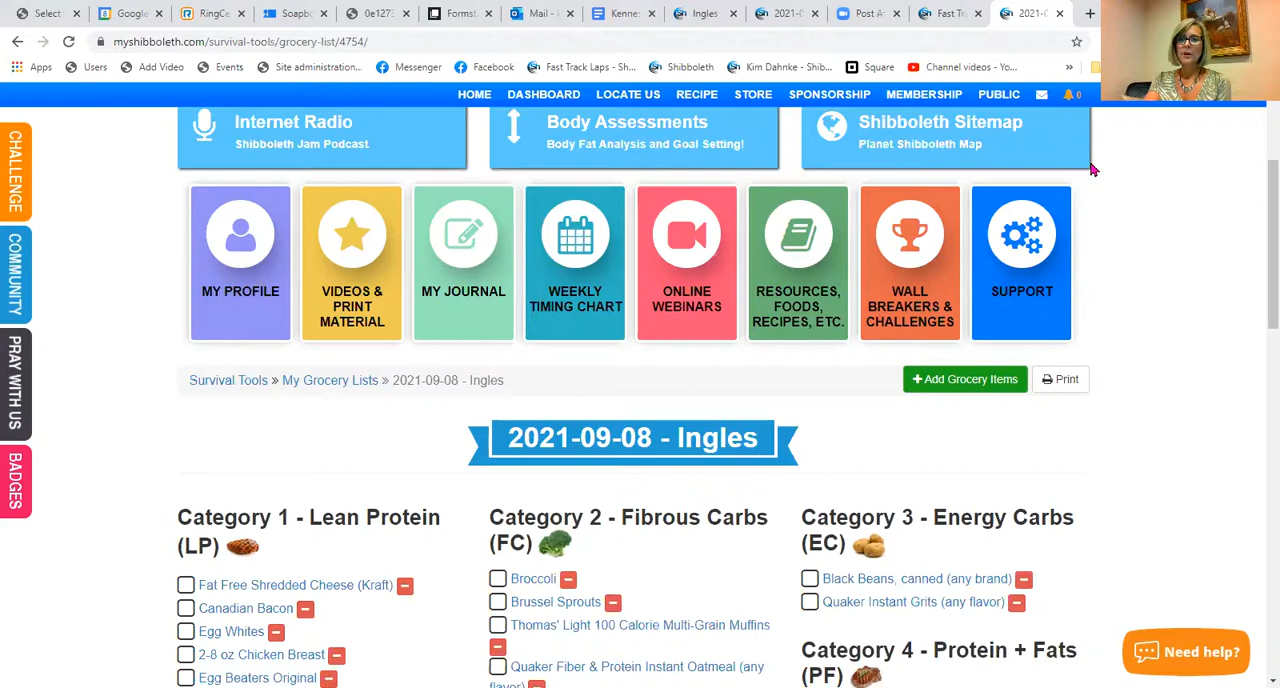 Select
Google
RingCe
Soapbo
0e1273
Formst
Mail -
Kenne
Ingles
2021-0
Post A
Fast Tra
2021-0
myshibboleth.com/survival-tools/grocery-list/4754/
Apps Users Add Video Events Site administration... Messenger Facebook Fast Track Laps - Sh... Shibboleth Kim Dahnke - Shib... Square Channel videos - Yo... »
HOME DASHBOARD LOCATE US RECIPE STORE SPONSORSHIP MEMBERSHIP PUBLIC 0
Internet Radio
Shibboleth Jam Podcast
Body Assessments
Body Fat Analysis and Goal Setting!
Shibboleth Sitemap
Planet Shibboleth Map
CHALLENGE
COMMUNITY
PRAY WITH US
BADGES
MY PROFILE
VIDEOS &
PRINT
MATERIAL
MY JOURNAL
WEEKLY
TIMING CHART
ONLINE
WEBINARS
RESOURCES,
FOODS,
RECIPES, ETC.
WALL
BREAKERS &
CHALLENGES
SUPPORT
Survival Tools » My Grocery Lists » 2021-09-08 - Ingles
+ Add Grocery Items
Print
2021-09-08 - Ingles
Category 1 - Lean Protein
(LP)
Fat Free Shredded Cheese (Kraft)
Canadian Bacon
Egg Whites
2-8 oz Chicken Breast
Egg Beaters Original
Category 2 - Fibrous Carbs
(FC)
Broccoli
Brussel Sprouts
Thomas' Light 100 Calorie Multi-Grain Muffins
Quaker Fiber & Protein Instant Oatmeal (any
flavor)
Category 3 - Energy Carbs
(EC)
Black Beans, canned (any brand)
Quaker Instant Grits (any flavor)
Category 4 - Protein + Fats
(PF)
Need help?